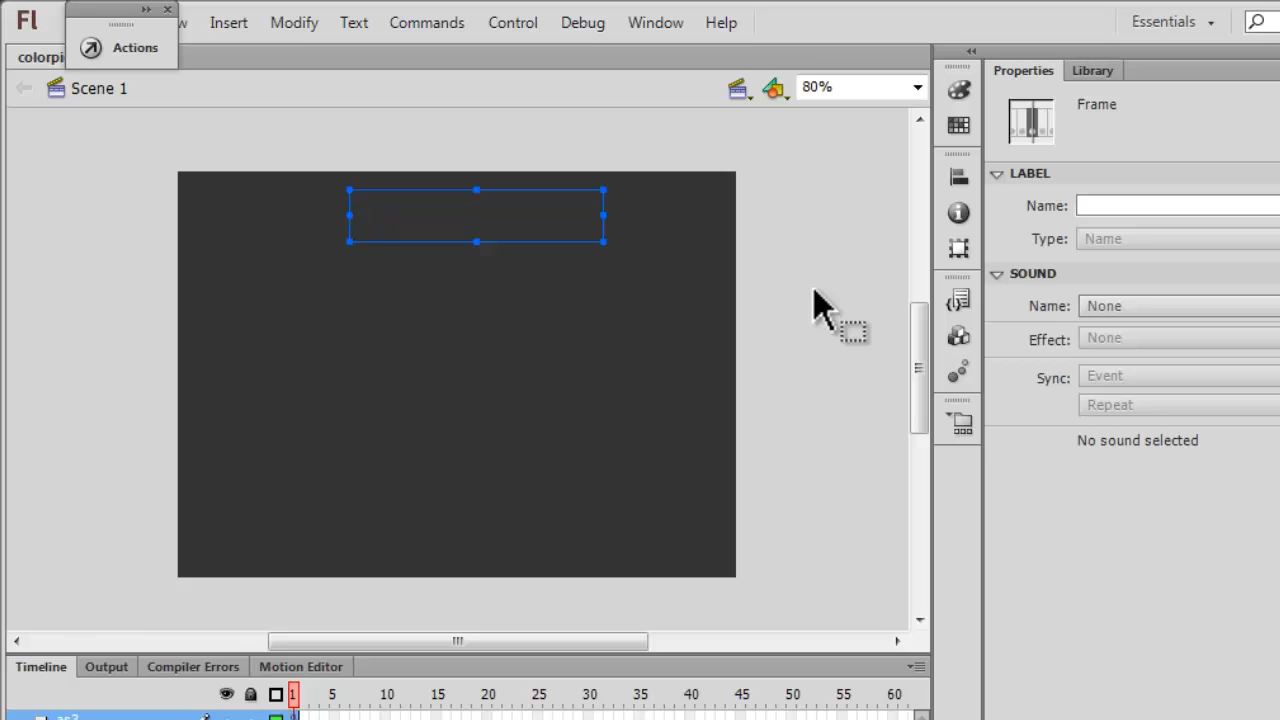 Fl
w Insert Modify Text Commands Control Debug Window Help
Essentials
Actions
colorpi
Scene 1
80%
Properties Library
Frame
LABEL
Name:
Type: Name
SOUND
Name: None
Effect: None
Sync: Event
Repeat
No sound selected
Timeline Output Compiler Errors Motion Editor
1 5 10 15 20 25 30 35 40 45 50 55 60
as3